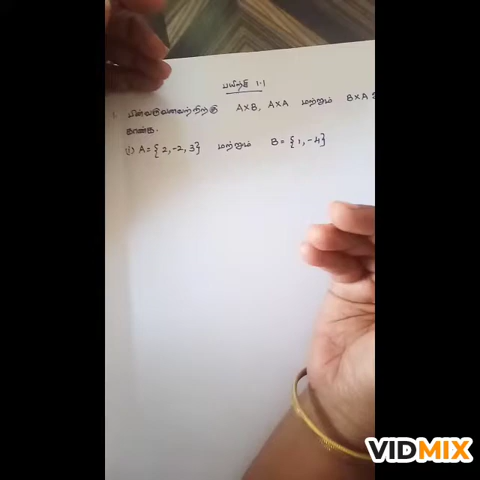 பயிற்சி 1.1
1. பின்வருவனவற்றிற்கு A×B, A×A மற்றும் B×A ஐ
காண்க.
(i) A = {2, -2, 3} மற்றும் B = {1, -4}
VIDMIX